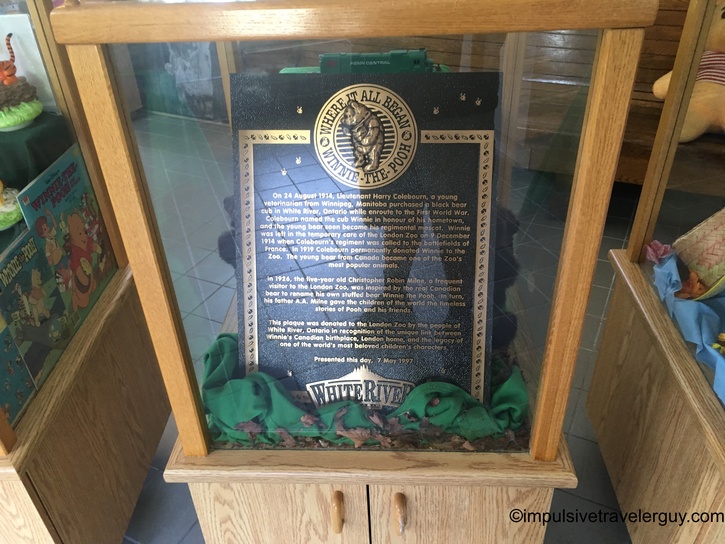 PENN CENTRAL
WHERE IT ALL BEGAN
WINNIE-THE-POOH
On 24 August 1914, Lieutenant Harry Colebourn, a young
veterinarian from Winnipeg, Manitoba purchased a black bear
cub in White River, Ontario while enroute to the First World War.
Colebourn named the cub Winnie in honour of his hometown,
and the young bear soon became his regimental mascot. Winnie
was left in the temporary care of the London Zoo on 9 December
1914 when Colebourn's regiment was called to the battlefields of
France. In 1919 Colebourn permanently donated Winnie to the
Zoo. The young bear from Canada became one of the Zoo's
most popular animals.
In 1926, the five-year old Christopher Robin Milne, a frequent
visitor to the London Zoo, was inspired by the real Canadian
bear to rename his own stuffed bear Winnie the Pooh. In turn,
his father A.A. Milne gave the children of the world the timeless
stories of Pooh and his friends.
This plaque was donated to the London Zoo by the people of
White River, Ontario in recognition of the unique link between
Winnie's Canadian birthplace, London home, and the legacy of
one of the world's most beloved children's characters.
Presented this day, 7 May 1997
WHITE RIVER
©impulsivetravelerguy.com